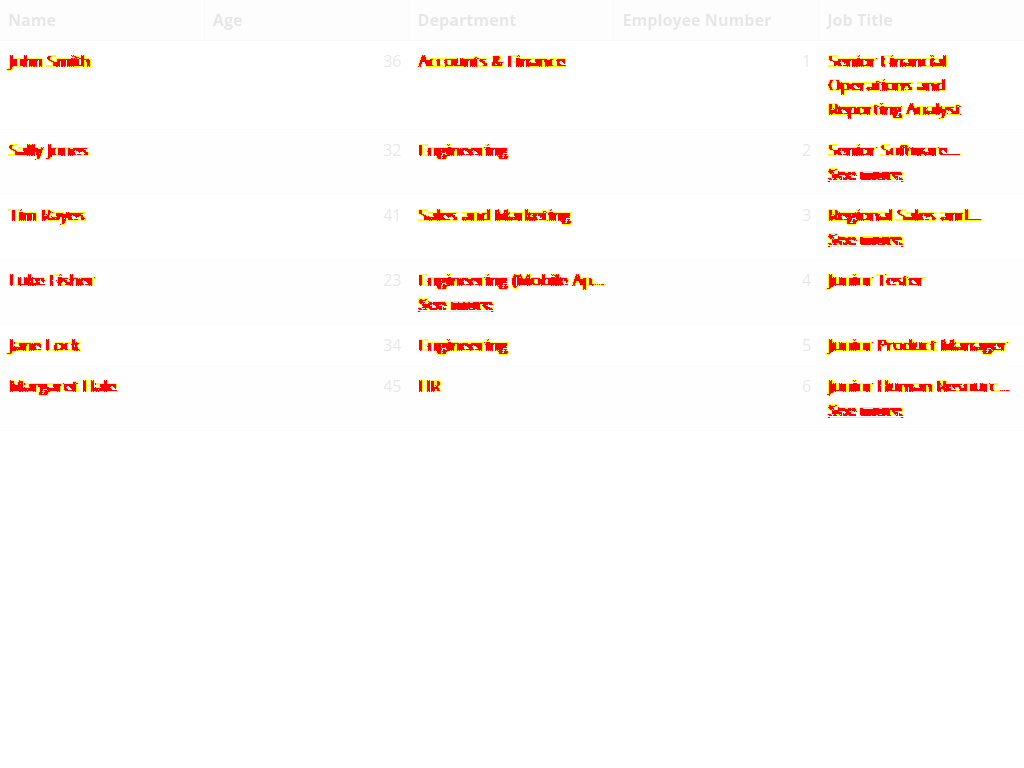 Name Age Department Employee Number Job Title
John Smith 36 Accounts & Finance 1 Senior Financial
Operations and
Reporting Analyst
Sally Jones 32 Engineering 2 Senior Software...
See more
Tim Bayes 41 Sales and Marketing 3 Regional Sales and...
See more
Luke Fisher 23 Engineering (Mobile Ap... 4 Junior Tester
See more
Jane Lock 34 Engineering 5 Junior Product Manager
Margaret Hale 45 HR 6 Junior Human Resourc...
See more